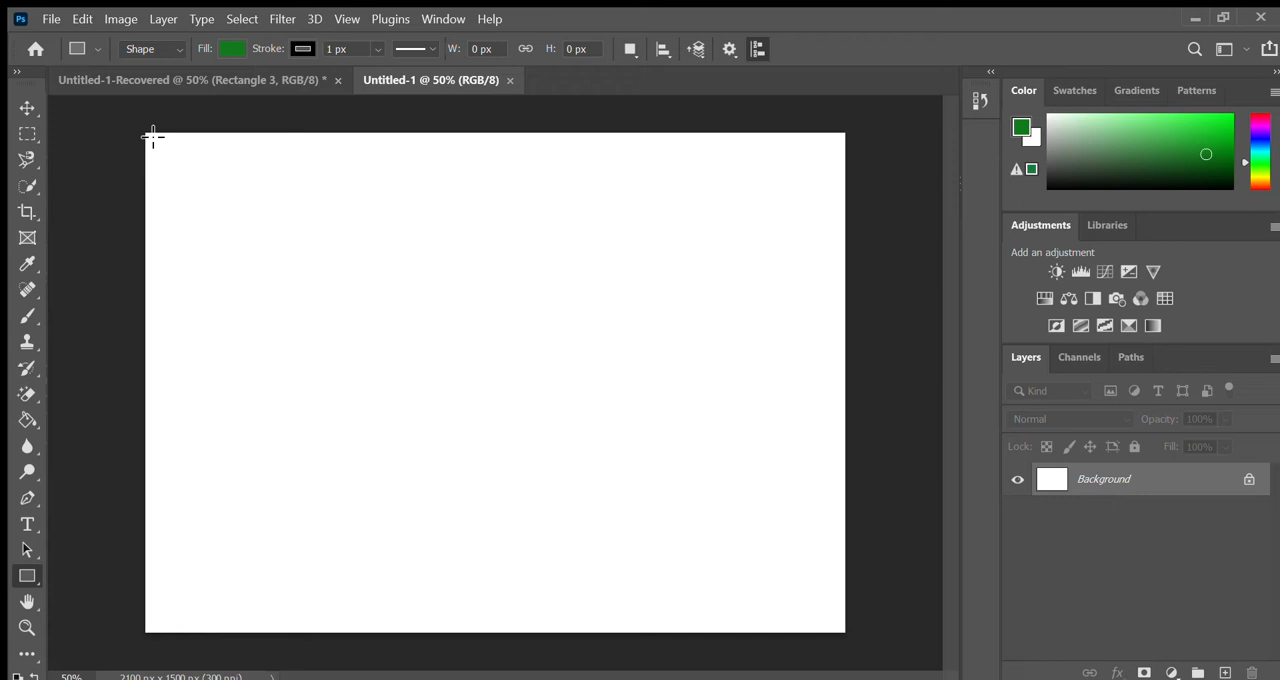 Ps File Edit Image Layer Type Select Filter 3D View Plugins Window Help
Shape Fill: Stroke: 1 px W: 0 px H: 0 px
Untitled-1-Recovered @ 50% (Rectangle 3, RGB/8) * × Untitled-1 @ 50% (RGB/8) ×
Color Swatches Gradients Patterns
Adjustments Libraries
Add an adjustment
Layers Channels Paths
Kind
Normal Opacity: 100%
Lock: Fill: 100%
Background
50% 2100 px x 1500 px (300 ppi)